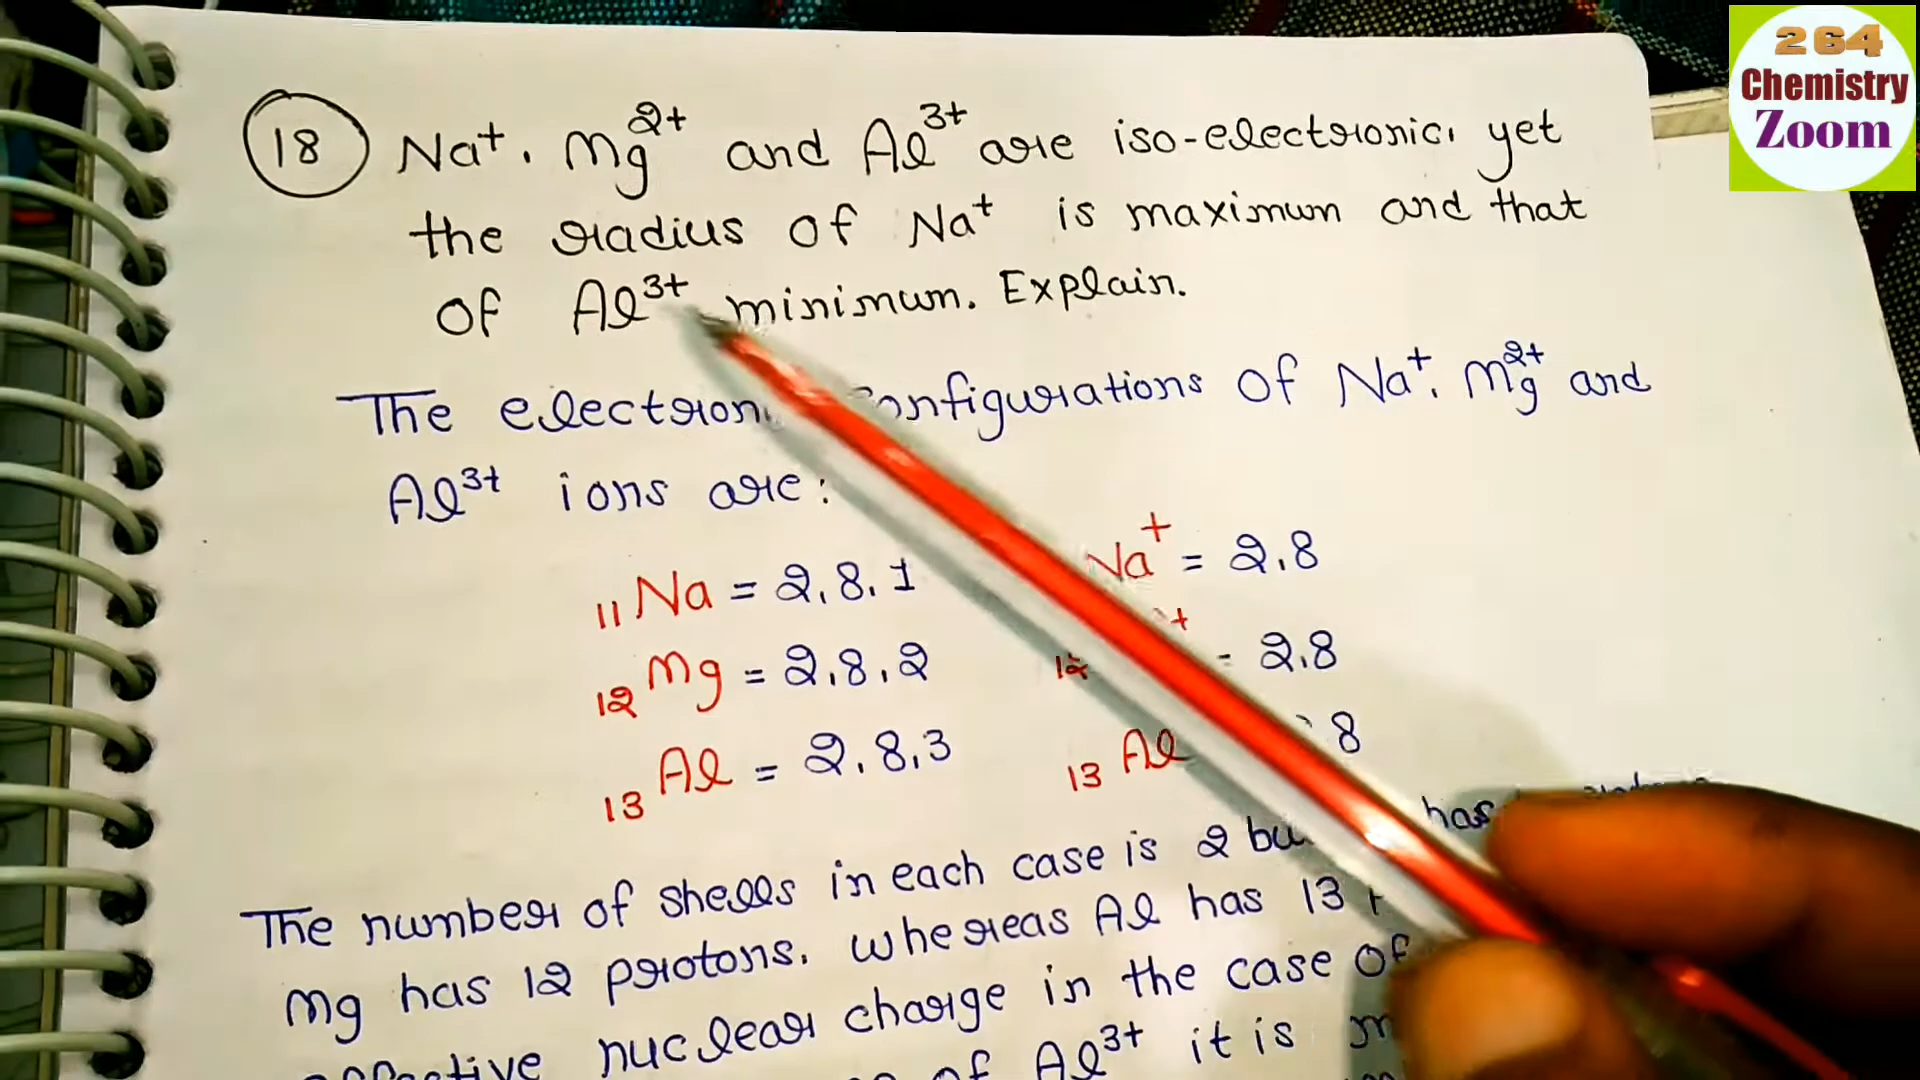 264
Chemistry
Zoom
18 Na⁺, Mg²⁺ and Al³⁺ are iso-electronic, yet
the radius of Na⁺ is maximum and that
of Al³⁺ minimum. Explain.
The configurations of Na⁺, Mg²⁺ and
Al³⁺ ions are:
₁₁Na = 2,8,1 Na⁺ = 2,8
₁₂Mg = 2,8,2 12 + = 2,8
₁₃Al = 2,8,3 ₁₃Al 8
The number of shells in each case is 2 has
Mg has 12 protons, whereas Al has 13
nuclear charge in the case of
of Al³⁺ it is